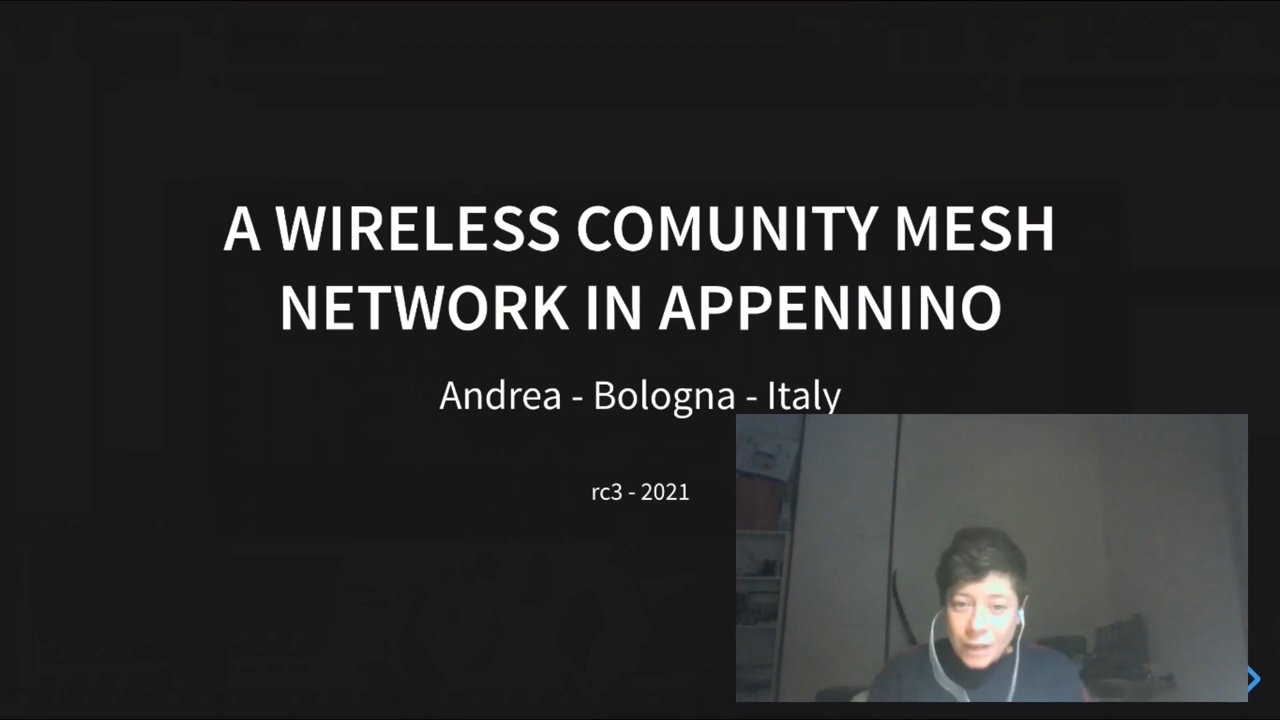 A WIRELESS COMUNITY MESH
NETWORK IN APPENNINO
Andrea - Bologna - Italy
rc3 - 2021